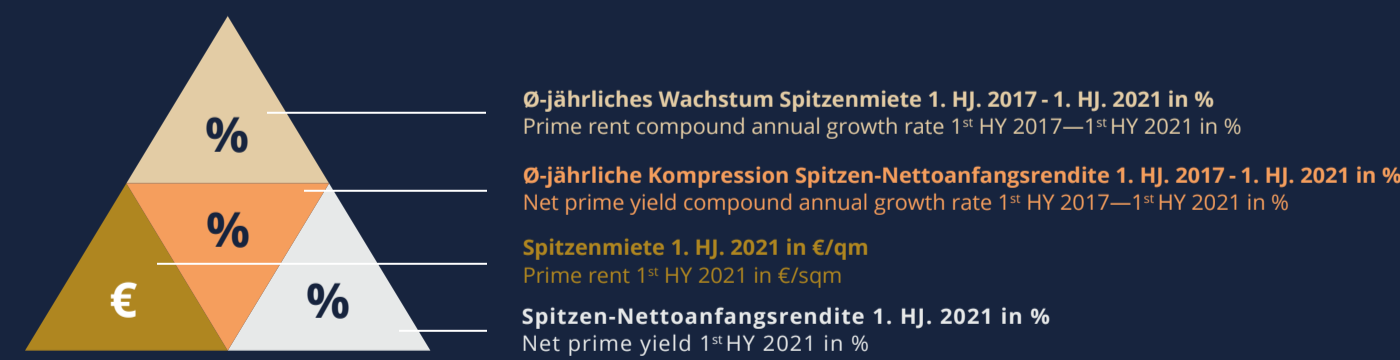 %
Ø-jährliches Wachstum Spitzenmiete 1. HJ. 2017 - 1. HJ. 2021 in %
Prime rent compound annual growth rate 1st HY 2017—1st HY 2021 in %
%
Ø-jährliche Kompression Spitzen-Nettoanfangsrendite 1. HJ. 2017 - 1. HJ. 2021 in %
Net prime yield compound annual growth rate 1st HY 2017—1st HY 2021 in %
€
Spitzenmiete 1. HJ. 2021 in €/qm
Prime rent 1st HY 2021 in €/sqm
%
Spitzen-Nettoanfangsrendite 1. HJ. 2021 in %
Net prime yield 1st HY 2021 in %